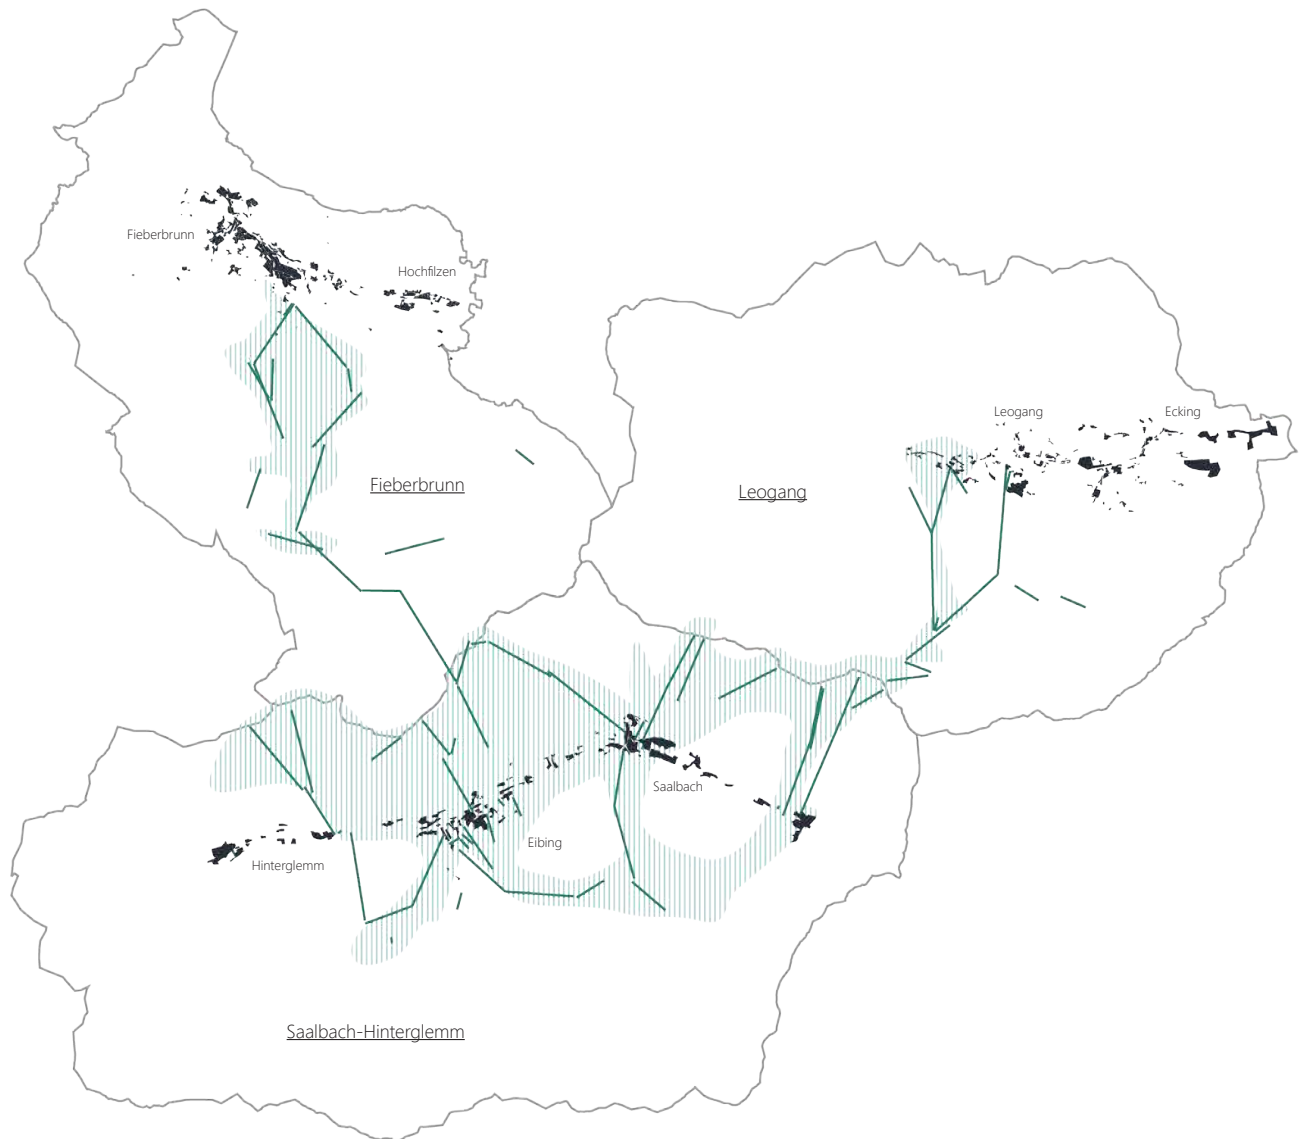 Fieberbrunn
Hochfilzen
Leogang
Ecking
Fieberbrunn
Leogang
Saalbach
Eibing
Hinterglemm
Saalbach-Hinterglemm